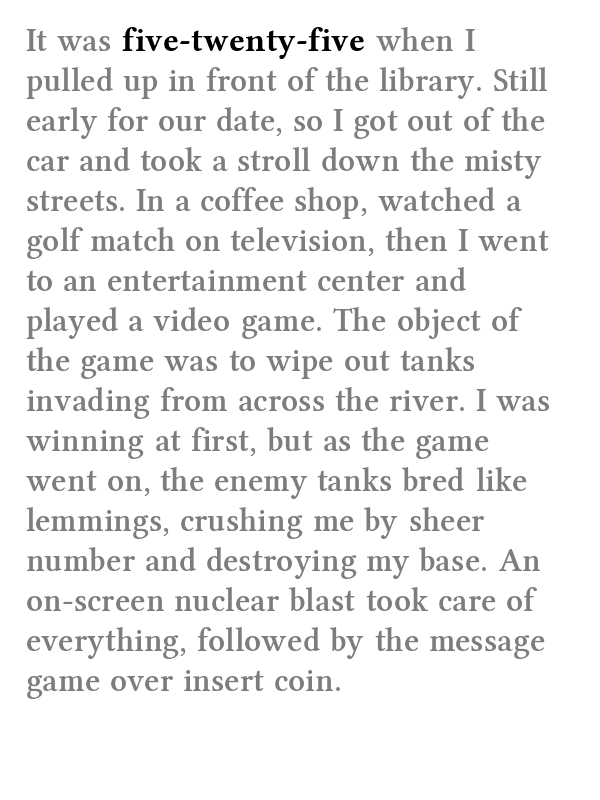 It was five-twenty-five when I
pulled up in front of the library. Still
early for our date, so I got out of the
car and took a stroll down the misty
streets. In a coffee shop, watched a
golf match on television, then I went
to an entertainment center and
played a video game. The object of
the game was to wipe out tanks
invading from across the river. I was
winning at first, but as the game
went on, the enemy tanks bred like
lemmings, crushing me by sheer
number and destroying my base. An
on-screen nuclear blast took care of
everything, followed by the message
game over insert coin.